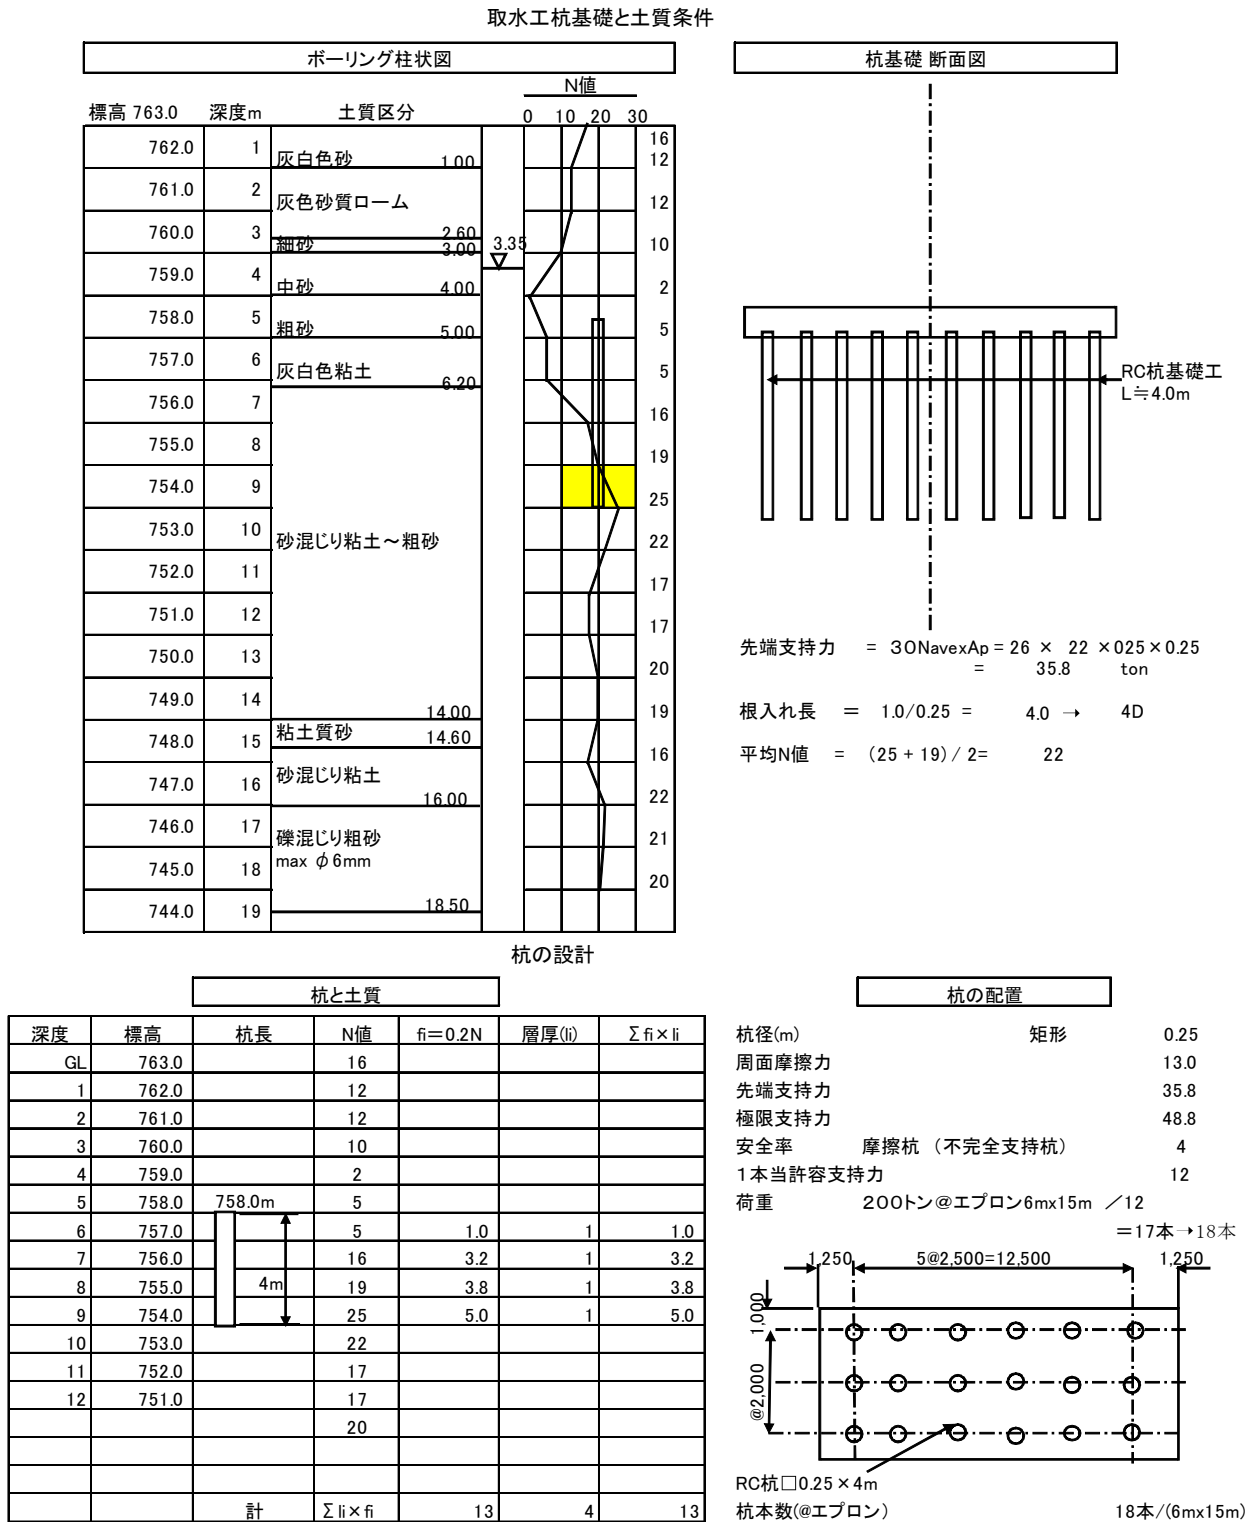 取水工杭基礎と土質条件
ボーリング柱状図
N値
標高 763.0 深度m 土質区分 0 10 20 30
16
762.0 1 灰白色砂 1.00 12
761.0 2 灰色砂質ローム 12
760.0 3 2.60 10
細砂 3.00 3.35
759.0 4 中砂 4.00 2
758.0 5 粗砂 5.00 5
757.0 6 灰白色粘土 6.20 5
756.0 7 16
755.0 8 19
754.0 9 25
753.0 10 砂混じり粘土～粗砂 22
752.0 11 17
751.0 12 17
750.0 13 20
749.0 14 14.00 19
748.0 15 粘土質砂 14.60 16
747.0 16 砂混じり粘土 16.00 22
746.0 17 礫混じり粗砂 21
max φ6mm
745.0 18 20
744.0 19 18.50
杭基礎 断面図
RC杭基礎工
L≒4.0m
先端支持力 = 30NavexAp = 26 × 22 ×025×0.25
= 35.8 ton
根入れ長 = 1.0/0.25 = 4.0 → 4D
平均N値 = (25 + 19)/ 2= 22
杭の設計
杭と土質
深度 標高 杭長 N値 fi=0.2N 層厚(li) Σfi×li
GL 763.0 16
1 762.0 12
2 761.0 12
3 760.0 10
4 759.0 2
5 758.0 758.0m 5
6 757.0 5 1.0 1 1.0
7 756.0 16 3.2 1 3.2
8 755.0 4m 19 3.8 1 3.8
9 754.0 25 5.0 1 5.0
10 753.0 22
11 752.0 17
12 751.0 17
20
計 Σli×fi 13 4 13
杭の配置
杭径(m) 矩形 0.25
周面摩擦力 13.0
先端支持力 35.8
極限支持力 48.8
安全率 摩擦杭 (不完全支持杭) 4
1本当許容支持力 12
荷重 200トン@エプロン6mx15m /12
=17本→18本
1,250 5@2,500=12,500 1,250
1,000
@2,000
RC杭□0.25×4m
杭本数(@エプロン) 18本/(6mx15m)